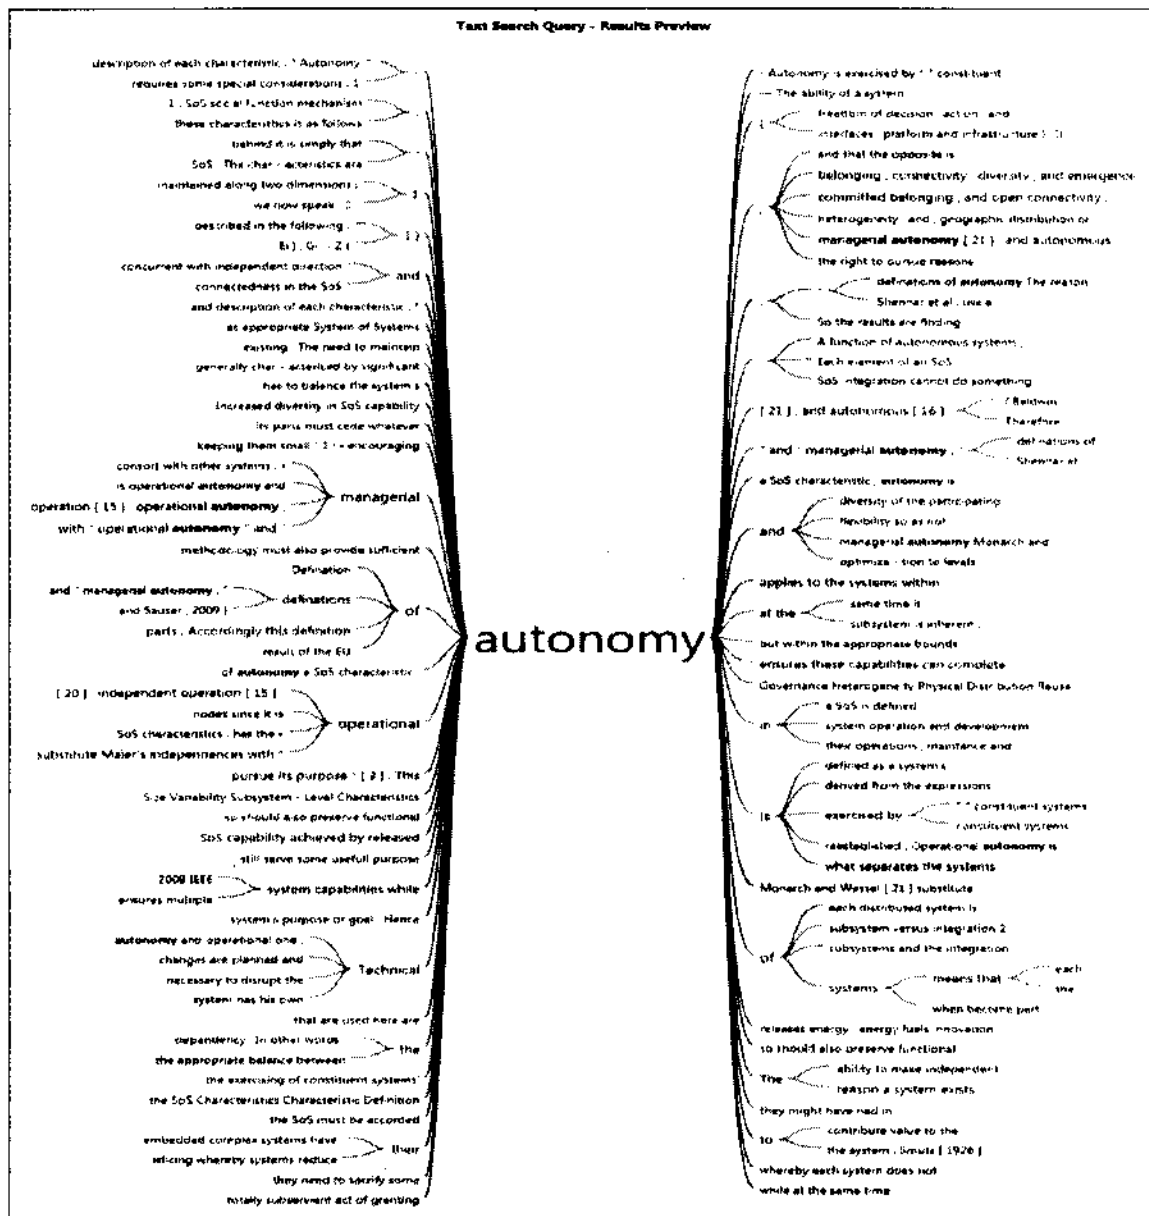 Text Search Query - Results Preview
description of each characteristic . " Autonomy
requires some special considerations . 1
1 . SoS social function mechanism
these characteristics is as follows
behind it is simply that
SoS . The char - acteristics are
maintained along two dimensions :
we now speak
described in the following .
concurrent with independent direction
connectedness in the SoS
and
and description of each characteristic . "
as appropriate System of Systems
existing . The need to maintain
generally char - acterised by significant
has to balance the system s
Increased diversity in SoS capability
its parts must cede whatever
keeping them small " 1 - encouraging
consort with other systems .
is operational autonomy and
operation [ 15 ] operational autonomy ,
with " operational autonomy " and "
managerial
methodology must also provide sufficient
Definition
and " managerial autonomy , "
and Sauser , 2009 )
definitions
parts . Accordingly this definition
result of the EU
of
of autonomy a SoS characteristic
[ 20 ] independent operation [ 15 ]
nodes since it is
SoS characteristics . has the
substitute Maier's independences with "
operational
pursue its purpose " [ 3 ] . This
Size Variability Subsystem - Level Characteristics
so should also preserve functional
SoS capability achieved by released
still serve some usefull purpose
2009 IEEE
ensures multiple
system capabilities while
system s purpose or goal . Hence
autonomy and operational one ,
changes are planned and
necessary to disrupt the
system has his own
Technical
that are used here are
dependency . In other words
the appropriate balance between
the
the exercising of constituent systems'
the SoS Characteristics Characteristic Definition
the SoS must be accorded
embedded complex systems have
whereby systems reduce
their
they need to sacrify some
totally subservient act of granting
autonomy
Autonomy is exercised by " " constituent
The ability of a system
freedom of decision , action , and
interfaces , platform and infrastructure )
and that the opposite is
belonging , connectivity , diversity , and emergence
committed belonging , and open connectivity ,
heterogeneity , and , geographic distribution or
managerial autonomy [ 21 ] and autonomous
the right to pursue reasons
definitions of autonomy The reason
Shennar et al . use a
So the results are finding
A function of autonomous systems ,
Each element of an SoS
SoS integration cannot do something
[ 21 ] , and autonomous [ 16 ]
Baldwin
Therefore
" and " managerial autonomy , "
definitions of
Shennar et
a SoS characteristic , autonomy is
and
diversity of the participating
flexibility so as not
managerial autonomy Monarch and
optimiza - tion to levels
applies to the systems within
at the
same time it
subsystem is inherent .
but within the appropriate bounds
ensures these capabilities can complete
Governance Heterogeneity Physical Distribution Reuse
in
a SoS is defined
system operation and development
their operations , maintance and
is
defined as a system s
derived from the expressions
exercised by
" " constituent systems
constituent systems
reestablished . Operational autonomy is
what separates the systems
Monarch and Wessel [ 21 ] substitute
of
each distributed system is
subsystem versus integration 2
subsystems and the integration
systems
means that
each
the
when become part
releases energy , energy fuels innovation
so should also preserve functional
The
ability to make independent
reason a system exists
they might have had in
to
contribute value to the
the system . Smuts [ 1926 ]
whereby each system does not
while at the same time